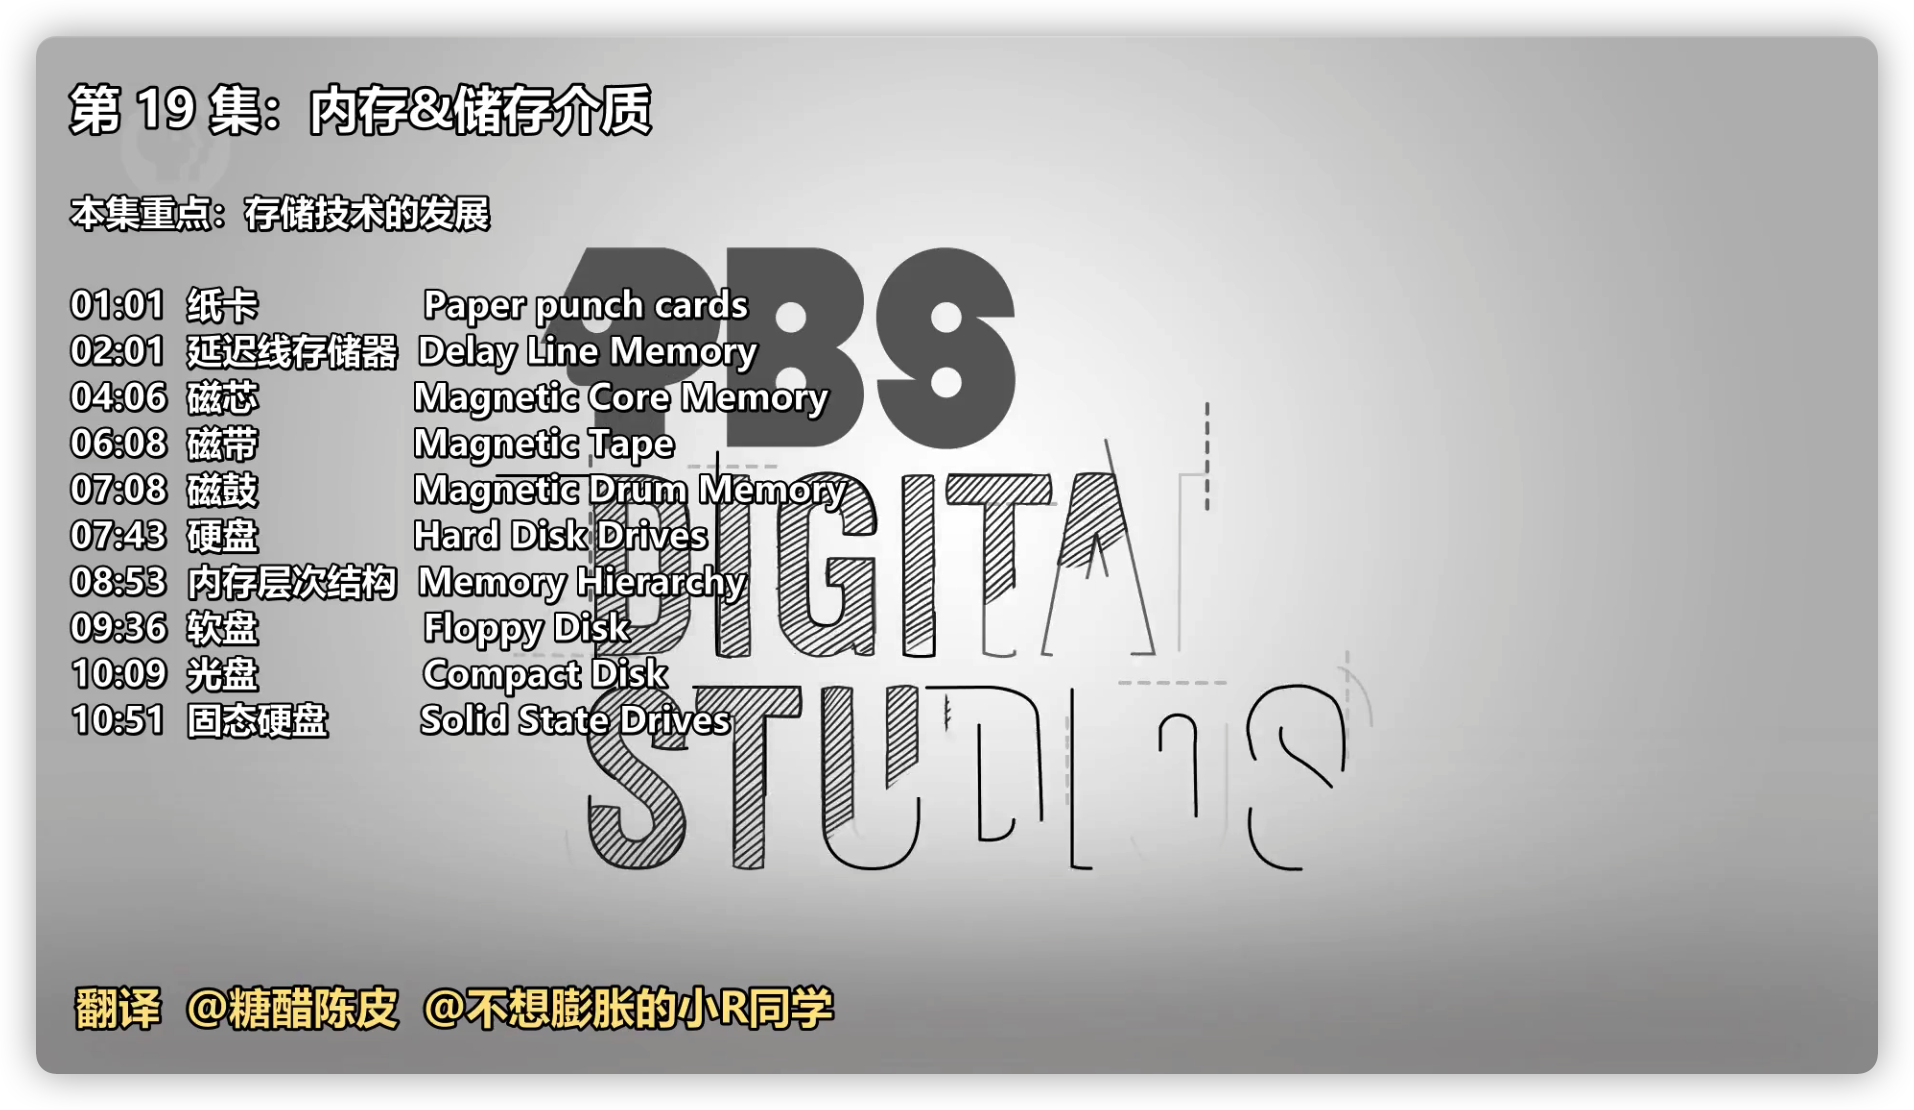 第 19 集：内存&储存介质
本集重点：存储技术的发展
01:01 纸卡 Paper punch cards
02:01 延迟线存储器 Delay Line Memory
04:06 磁芯 Magnetic Core Memory
06:08 磁带 Magnetic Tape
07:08 磁鼓 Magnetic Drum Memory
07:43 硬盘 Hard Disk Drives
08:53 内存层次结构 Memory Hierarchy
09:36 软盘 Floppy Disk
10:09 光盘 Compact Disk
10:51 固态硬盘 Solid State Drives
PBS
DIGITA
STUDIOS
翻译 @糖醋陈皮 @不想膨胀的小R同学